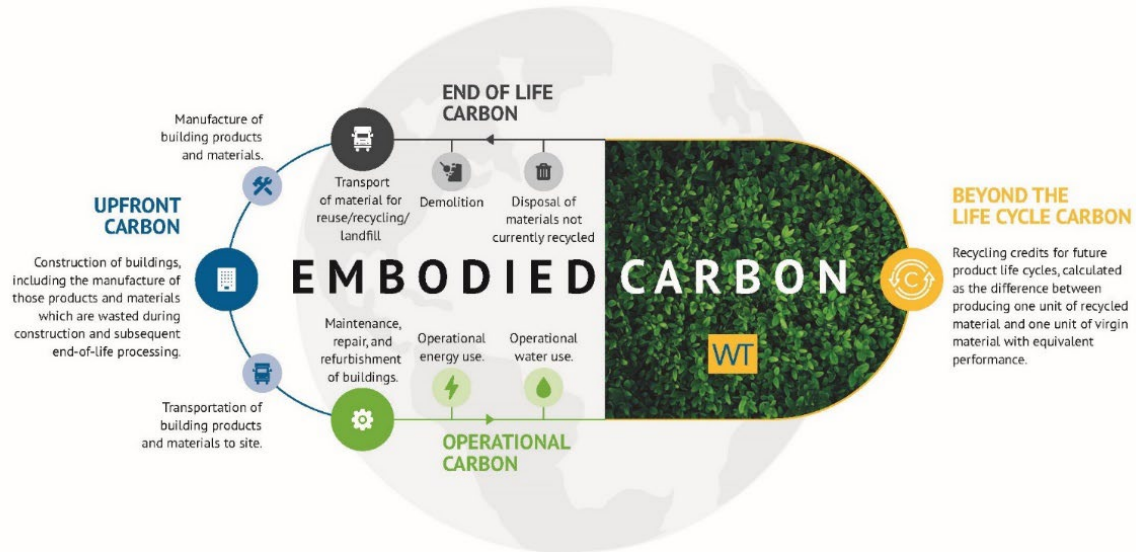 END OF LIFE
CARBON
Manufacture of
building products
and materials.
Transport
of material for
reuse/recycling/
landfill
Demolition
Disposal of
materials not
currently recycled
UPFRONT
CARBON
Construction of buildings,
including the manufacture of
those products and materials
which are wasted during
construction and subsequent
end-of-life processing.
EMBODIED CARBON
BEYOND THE
LIFE CYCLE CARBON
Recycling credits for future
product life cycles, calculated
as the difference between
producing one unit of recycled
material and one unit of virgin
material with equivalent
performance.
C
Maintenance,
repair, and
refurbishment
of buildings.
Operational
energy use.
Operational
water use.
WT
Transportation of
building products
and materials to site.
OPERATIONAL
CARBON